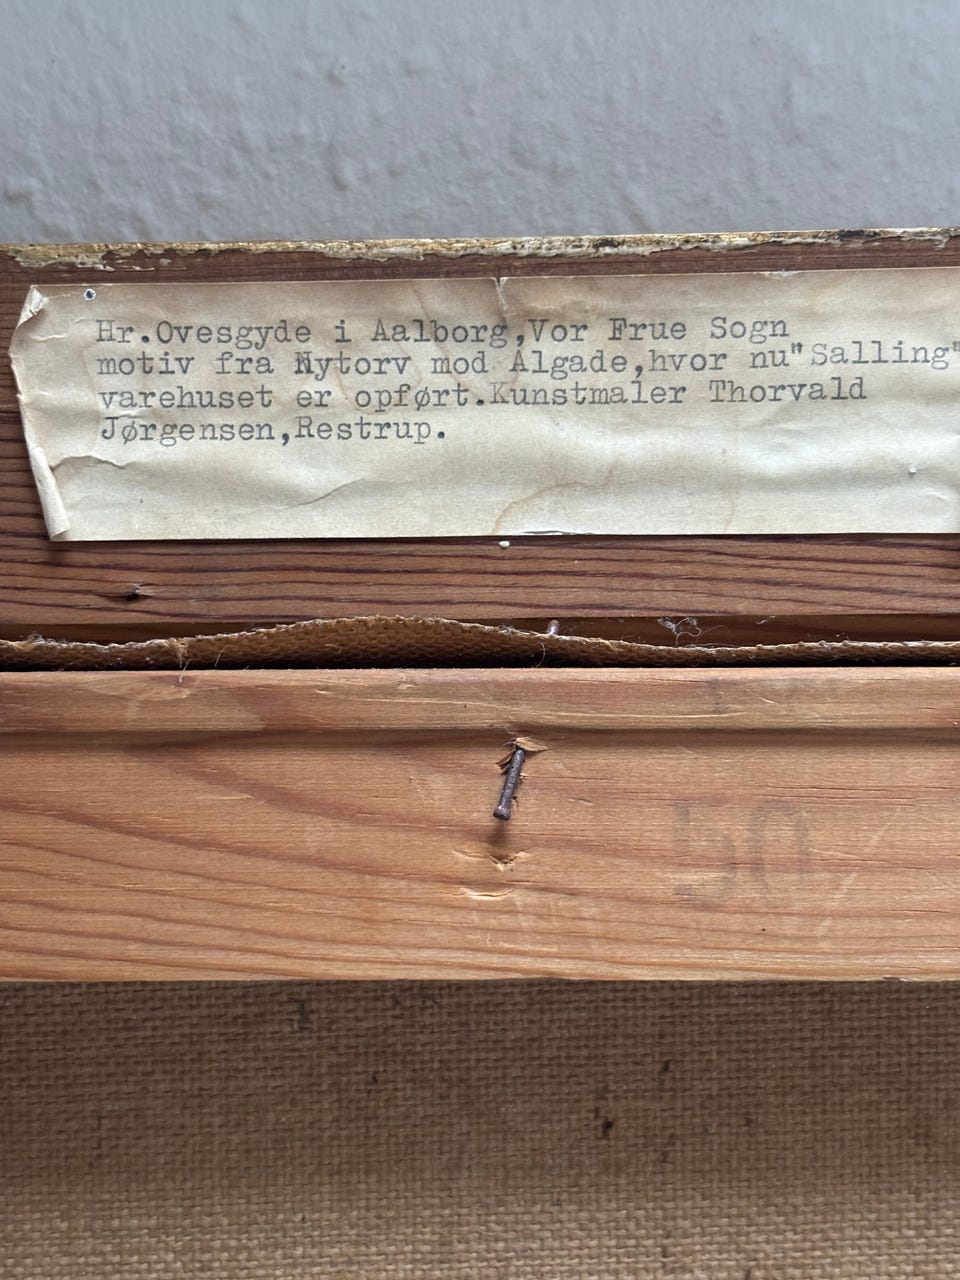 Hr.Ovesgyde i Aalborg,Vor Frue Sogn
motiv fra Nytorv mod Algade,hvor nu"Salling"
varehuset er opført.Kunstmaler Thorvald
Jørgensen,Restrup.
50